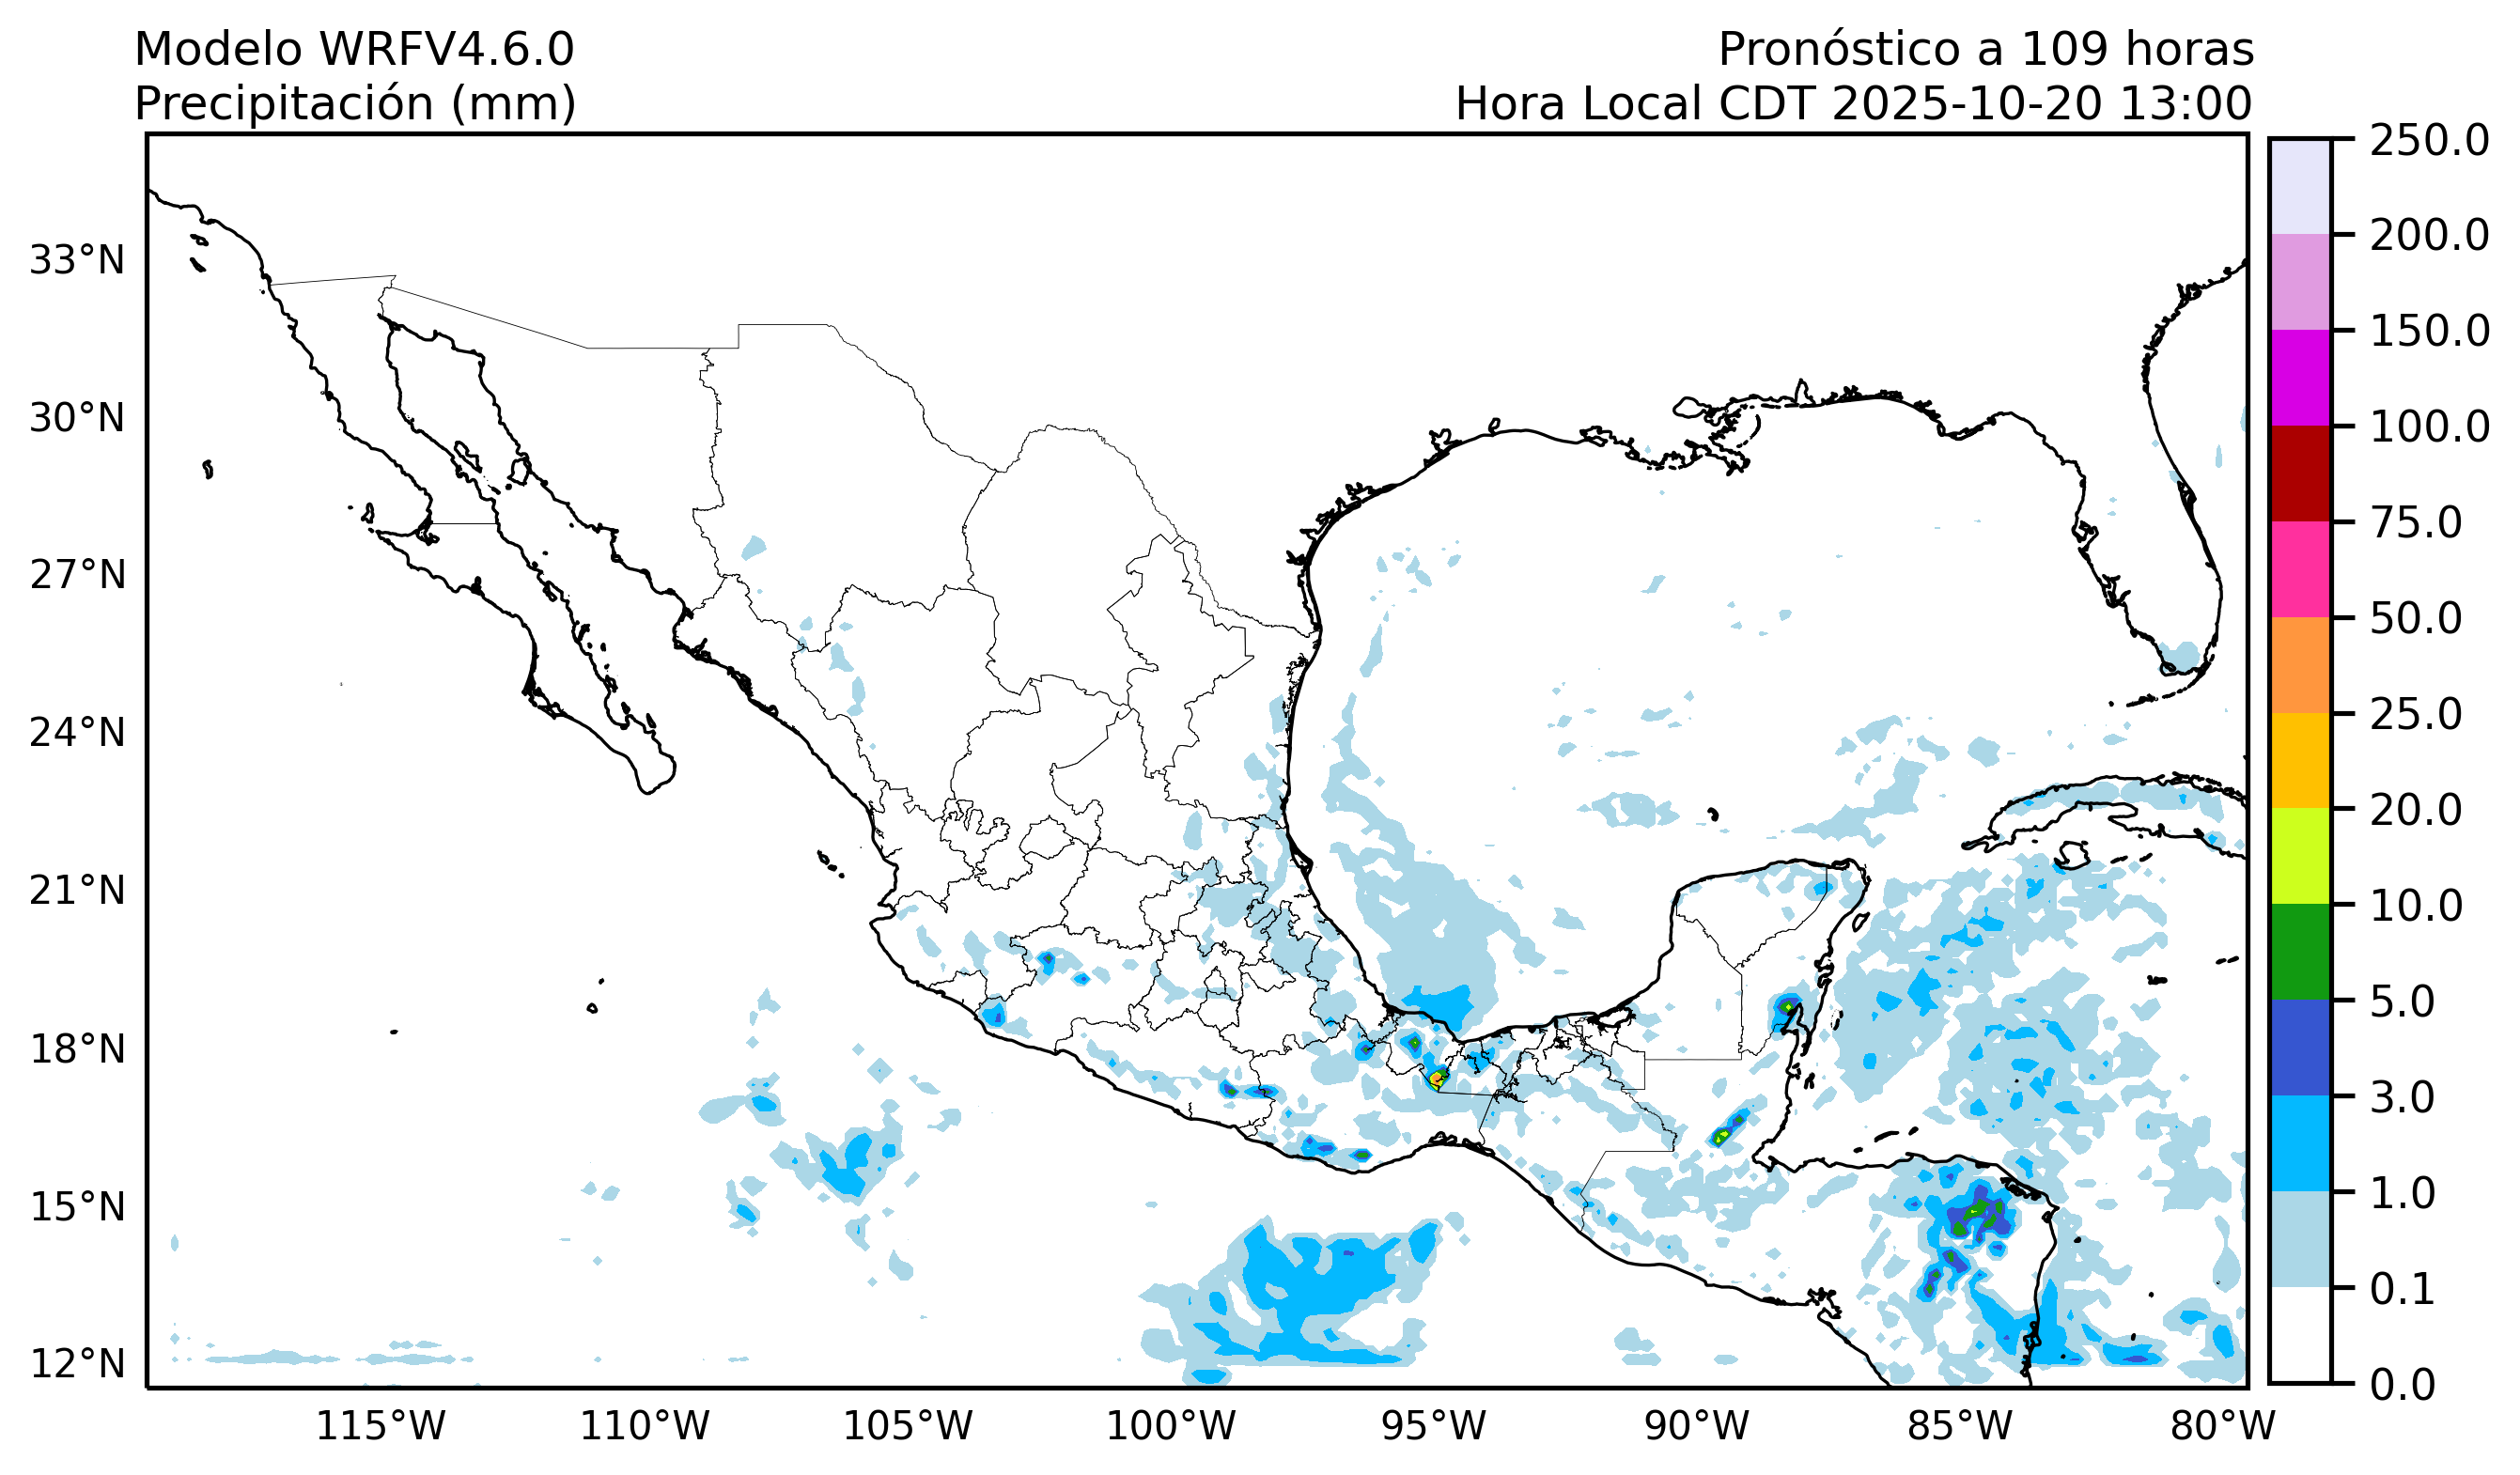 Modelo WRFV4.6.0
Precipitación (mm)
Pronóstico a 109 horas
Hora Local CDT 2025-10-20 13:00
33°N
30°N
27°N
24°N
21°N
18°N
15°N
12°N
115°W
110°W
105°W
100°W
95°W
90°W
85°W
80°W
250.0
200.0
150.0
100.0
75.0
50.0
25.0
20.0
10.0
5.0
3.0
1.0
0.1
0.0